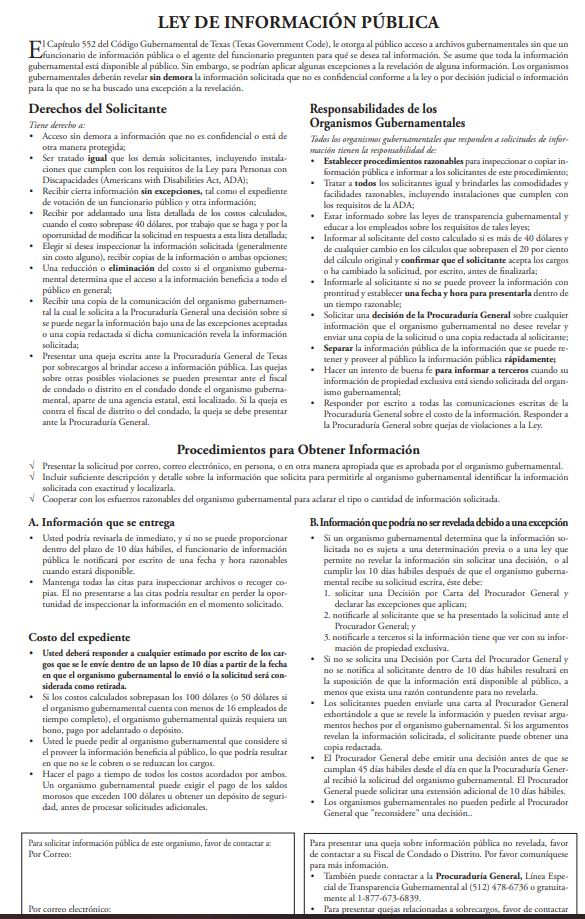 LEY DE INFORMACIÓN PÚBLICA
El Capítulo 552 del Código Gubernamental de Texas (Texas Government Code), le otorga al público acceso a archivos gubernamentales sin que un
funcionario de información pública o el agente del funcionario pregunten para qué se desea tal información. Se asume que toda la información
gubernamental está disponible al público. Sin embargo, se podrían aplicar algunas excepciones a la revelación de alguna información. Los organismos
gubernamentales deberán revelar sin demora la información solicitada que no es confidencial conforme a la ley o por decisión judicial o información
para la que no se ha buscado una excepción a la revelación.
Derechos del Solicitante
Tiene derecho a:
• Acceso sin demora a información que no es confidencial o está de
otra manera protegida;
• Ser tratado igual que los demás solicitantes, incluyendo instala-
ciones que cumplen con los requisitos de la Ley para Personas con
Discapacidades (Americans with Disabilities Act, ADA);
• Recibir cierta información sin excepciones, tal como el expediente
de votación de un funcionario público y otra información;
• Recibir por adelantado una lista detallada de los costos calculados,
cuando el costo sobrepase 40 dólares, por trabajo que se haga y por la
oportunidad de modificar la solicitud en respuesta a esta lista detallada;
• Elegir si desea inspeccionar la información solicitada (generalmente
sin costo alguno), recibir copias de la información o ambas opciones;
• Una reducción o eliminación del costo si el organismo guberna-
mental determina que el acceso a la información beneficia a todo el
público en general;
• Recibir una copia de la comunicación del organismo gubernamen-
tal la cual le solicita a la Procuraduría General una decisión sobre si
se puede negar la información bajo una de las excepciones aceptadas
o una copia redactada si dicha comunicación revela la información
solicitada;
• Presentar una queja escrita ante la Procuraduría General de Texas
por sobrecargos al brindar acceso a información pública. Las quejas
sobre otras posibles violaciones se pueden presentar ante el fiscal
de condado o distrito en el condado donde el organismo guberna-
mental, aparte de una agencia estatal, está localizado. Si la queja es
contra el fiscal de distrito o del condado, la queja se debe presentar
ante la Procuraduría General.
Responsabilidades de los
Organismos Gubernamentales
Todos los organismos gubernamentales que responden a solicitudes de infor-
mación tienen la responsabilidad de:
• Establecer procedimientos razonables para inspeccionar o copiar in-
formación pública e informar a los solicitantes de este procedimiento;
• Tratar a todos los solicitantes igual y brindarles las comodidades y
facilidades razonables, incluyendo instalaciones que cumplen con
los requisitos de la ADA;
• Estar informado sobre las leyes de transparencia gubernamental y
educar a los empleados sobre los requisitos de tales leyes;
• Informar al solicitante del costo calculado si es más de 40 dólares y
de cualquier cambio en los cálculos que sobrepasen el 20 por ciento
del cálculo original y confirmar que el solicitante acepta los cargos
o ha cambiado la solicitud, por escrito, antes de finalizarla;
• Informarle al solicitante si no se puede proveer la información con
prontitud y establecer una fecha y hora para presentarla dentro de
un tiempo razonable;
• Solicitar una decisión de la Procuraduría General sobre cualquier
información que el organismo gubernamental no desee revelar y
enviar una copia de la solicitud o una copia redactada al solicitante;
• Separar la información pública de la que se puede re-
tener y proveer al público la información pública rápidamente;
• Hacer un intento de buena fe para informar a terceros cuando su
información de propiedad exclusiva está siendo solicitada del organ-
ismo gubernamental;
• Responder por escrito a todas las comunicaciones escritas de la
Procuraduría General sobre el costo de la información. Responder a
la Procuraduría General sobre quejas de violaciones a la Ley.
Procedimientos para Obtener Información
√ Presentar la solicitud por correo, correo electrónico, en persona, o en otra manera apropiada que es aprobada por el organismo gubernamental.
√ Incluir suficiente descripción y detalle sobre la información que solicita para permitirle al organismo gubernamental identificar la información
solicitada con exactitud y localizarla.
√ Cooperar con los esfuerzos razonables del organismo gubernamental para aclarar el tipo o cantidad de información solicitada.
A. Información que se entrega
• Usted podría revisarla de inmediato, y si no se puede proporcionar
dentro del plazo de 10 días hábiles, el funcionario de información
pública le notificará por escrito de una fecha y hora razonables
cuando estará disponible.
• Mantenga todas las citas para inspeccionar archivos o recoger co-
pias. El no presentarse a las citas podría resultar en perder la opor-
tunidad de inspeccionar la información en el momento solicitado.
Costo del expediente
• Usted deberá responder a cualquier estimado por escrito de los car-
gos que se le envíe dentro de un lapso de 10 días a partir de la fecha
en que el organismo gubernamental lo envió o la solicitud será con-
siderada como retirada.
• Si los costos calculados sobrepasan los 100 dólares (o 50 dólares si
el organismo gubernamental cuenta con menos de 16 empleados de
tiempo completo), el organismo gubernamental quizás requiera un
bono, pago por adelantado o depósito.
• Usted le puede pedir al organismo gubernamental que considere si
el proveer la información beneficia al público, lo que podría resultar
en que no se le cobren o se reduzcan los cargos.
• Hacer el pago a tiempo de todos los costos acordados por ambos.
Un organismo gubernamental puede exigir el pago de los saldos
morosos que exceden 100 dólares u obtener un depósito de seguri-
dad, antes de procesar solicitudes adicionales.
B. Información que podría no ser revelada debido a una excepción
• Si un organismo gubernamental determina que la información so-
licitada no es sujeta a una determinación previa o a una ley que
permite no revelar la información sin solicitar una decisión, o al
cumplir los 10 días hábiles después de que el organismo guberna-
mental recibe su solicitud escrita, éste debe:
1. solicitar una Decisión por Carta del Procurador General y
declarar las excepciones que aplican;
2. notificarle al solicitante que se ha presentado la solicitud ante el
Procurador General; y
3. notificarle a terceros si la información tiene que ver con su infor-
mación de propiedad exclusiva.
• Si no se solicita una Decisión por Carta del Procurador General y
no se notifica al solicitante dentro de 10 días hábiles resultará en
la suposición de que la información está disponible al público, a
menos que exista una razón contundente para no revelarla.
• Los solicitantes pueden enviarle una carta al Procurador General
exhortándole a que se revele la información y pueden revisar argu-
mentos hechos por el organismo gubernamental. Si los argumentos
revelan la información solicitada, el solicitante puede obtener una
copia redactada.
• El Procurador General debe emitir una decisión antes de que se
cumplan 45 días hábiles desde el día en que la Procuraduría Gener-
al recibió la solicitud del organismo gubernamental. El Procurador
General puede solicitar una extensión adicional de 10 días hábiles.
• Los organismos gubernamentales no pueden pedirle al Procurador
General que "reconsidere" una decisión..
Para solicitar información pública de este organismo, favor de contactar a:
Por Correo:
Por correo electrónico:
Para presentar una queja sobre información pública no revelada, favor
de contactar a su Fiscal de Condado o Distrito. Por favor comuníquese
para más infomación.
• También puede contactar a la Procuraduría General, Línea Espe-
cial de Transparencia Gubernamental al (512) 478-6736 o gratuita-
mente al 1-877-673-6839.
• Para presentar quejas relacionadas a sobrecargos, favor de contactar